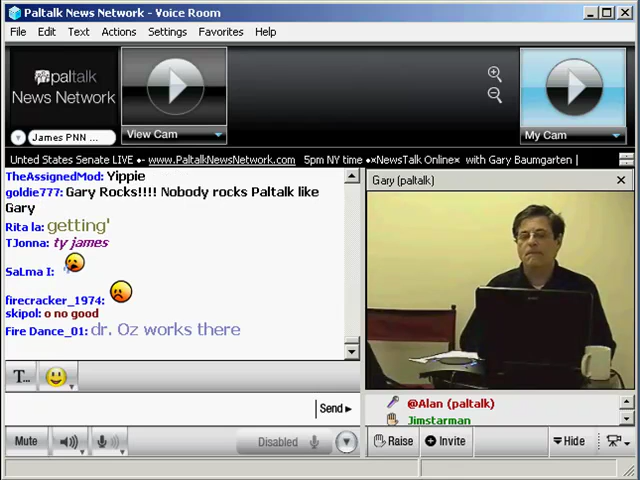 Paltalk News Network - Voice Room
File Edit Text Actions Settings Favorites Help
paltalk
News Network
James PNN ...
View Cam
My Cam
United States Senate LIVE •- www.PaltalkNewsNetwork.com 5pm NY time •×NewsTalk Online×• with Gary Baumgarten |
TheAssignedMod: Yippie
goldie777: Gary Rocks!!!! Nobody rocks Paltalk like
Gary
Rita la: getting'
TJonna: ty james
SaLma I:
firecracker_1974:
skipol: o no good
Fire Dance_01: dr. Oz works there
Gary (paltalk)
T...
Send
@Alan (paltalk)
Jimstarman
Mute
Disabled
Raise
Invite
Hide